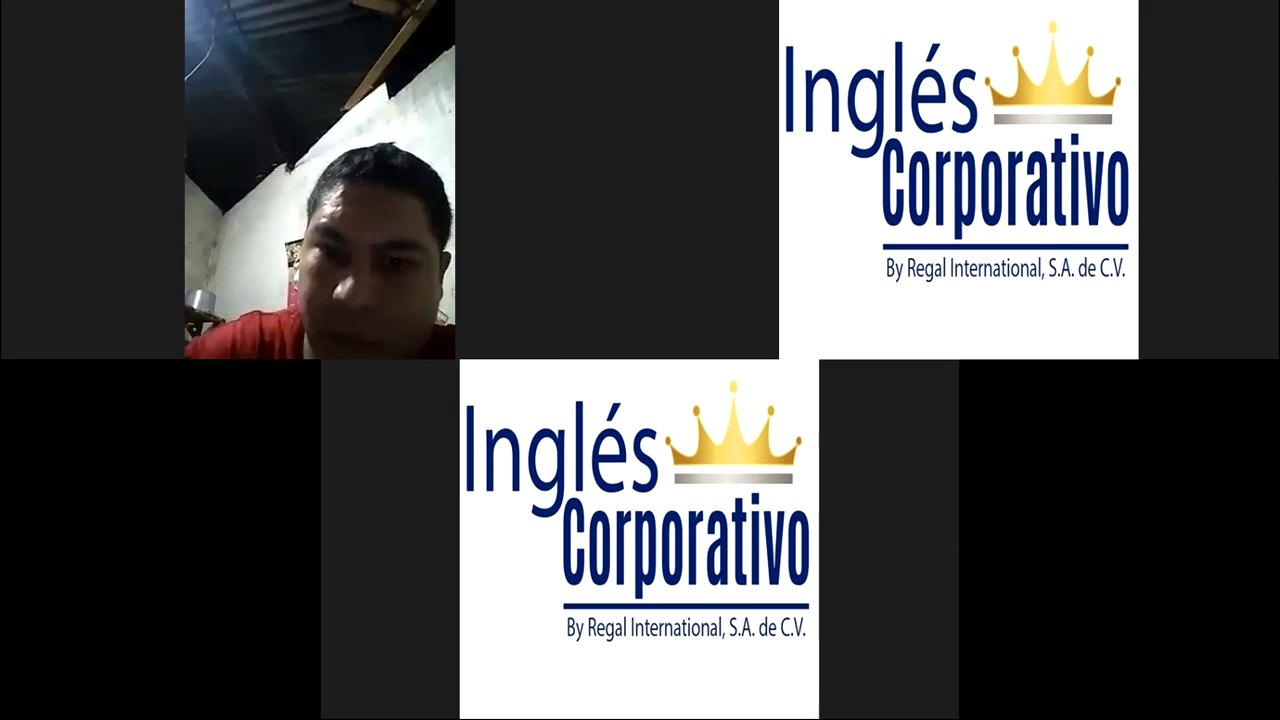 Inglés
Corporativo
By Regal International, S.A. de C.V.
Inglés
Corporativo
By Regal International, S.A. de C.V.